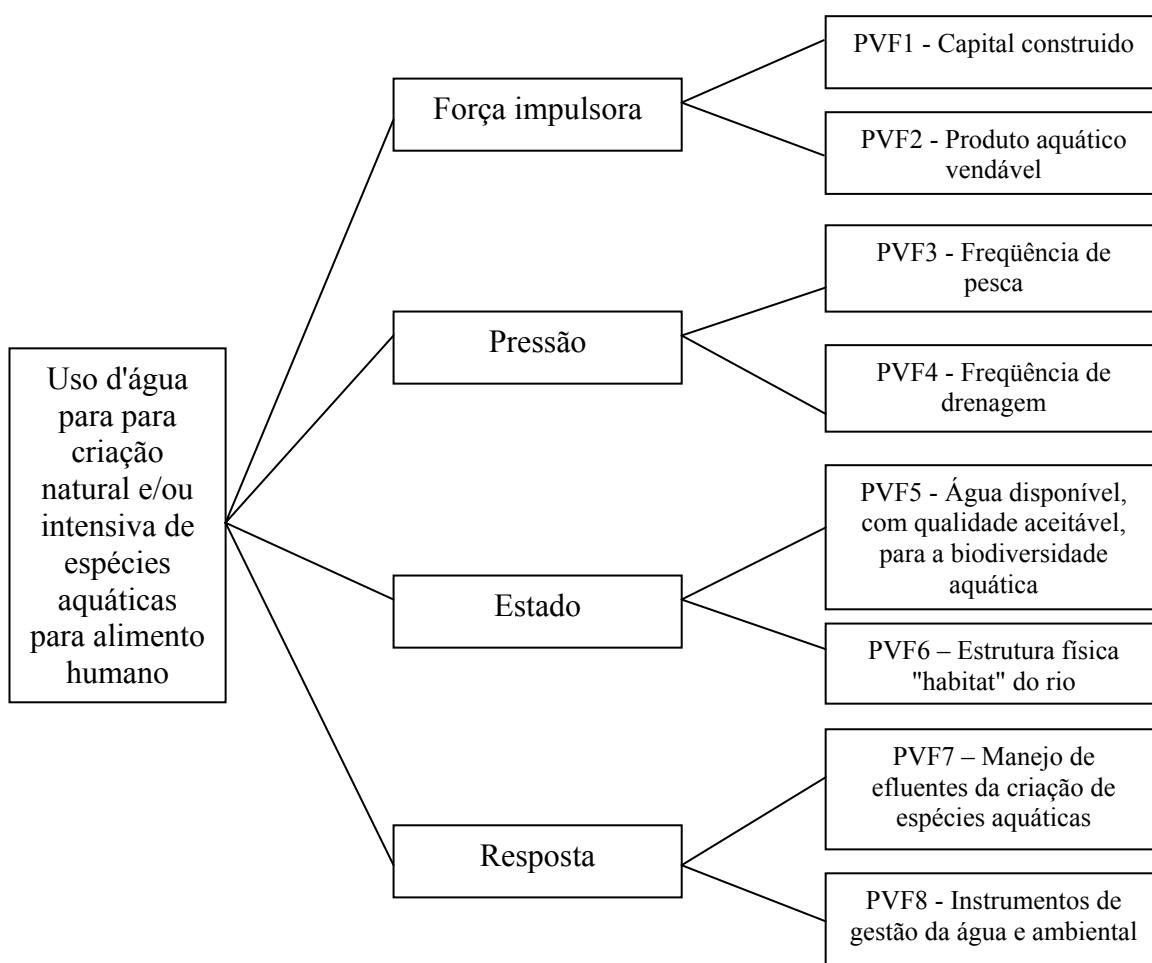 Uso d'água
para para
criação
natural e/ou
intensiva de
espécies
aquáticas
para alimento
humano
Força impulsora
PVF1 - Capital construido
PVF2 - Produto aquático
vendável
Pressão
PVF3 - Freqüência de
pesca
PVF4 - Freqüência de
drenagem
Estado
PVF5 - Água disponível,
com qualidade aceitável,
para a biodiversidade
aquática
PVF6 – Estrutura física
"habitat" do rio
Resposta
PVF7 – Manejo de
efluentes da criação de
espécies aquáticas
PVF8 - Instrumentos de
gestão da água e ambiental